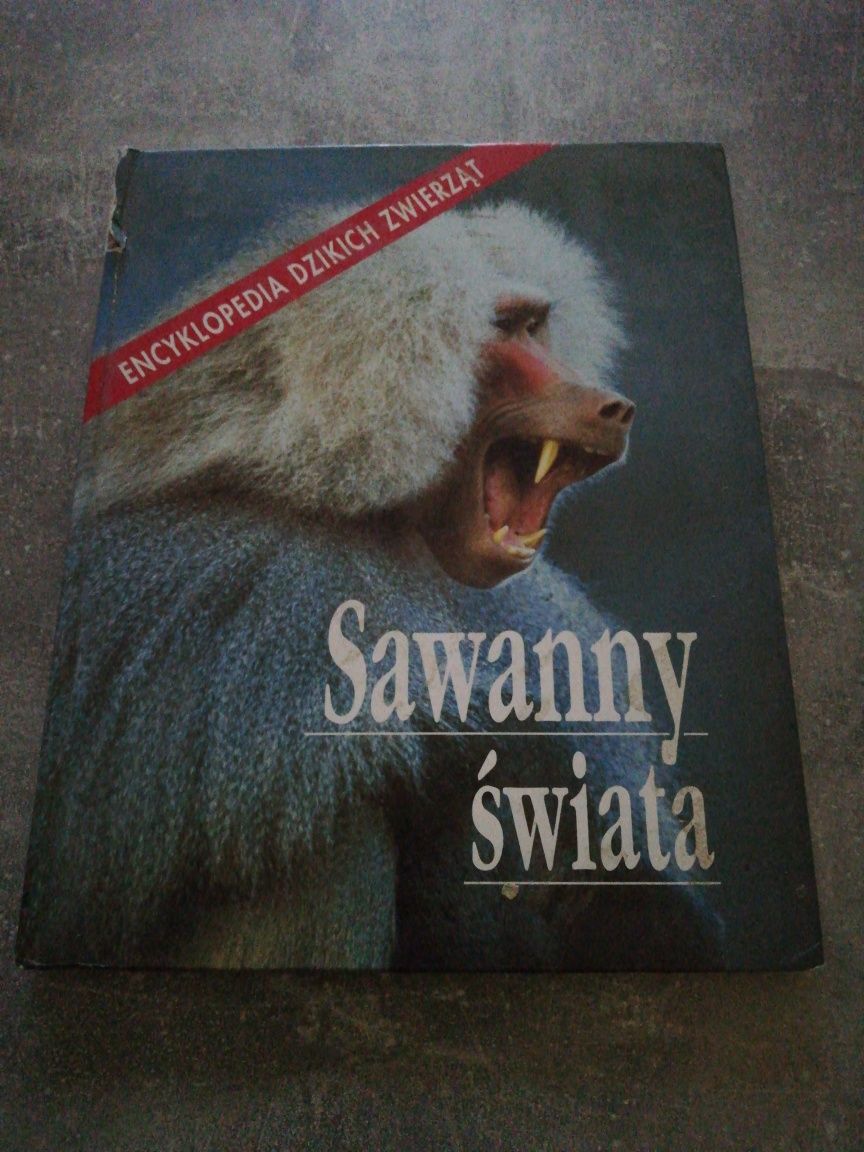 ENCYKLOPEDIA DZIKICH ZWIERZĄT
Sawanny
świata